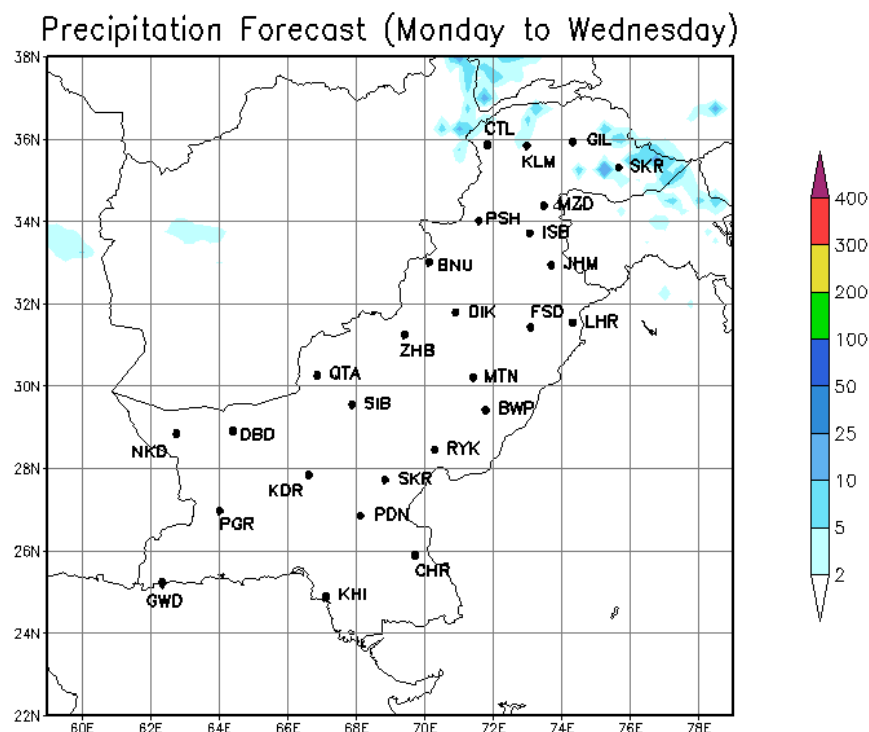 Precipitation Forecast (Monday to Wednesday)
38N
36N
34N
32N
30N
28N
26N
24N
22N
60E 62E 64E 66E 68E 70E 72E 74E 76E 78E
CTL
KLM
GIL
SKR
MZD
PSH
ISB
BNU
JHM
DIK
FSD
LHR
ZHB
QTA
MTN
SIB
BWP
NKD
DBD
RYK
KDR
SKR
PGR
PDN
CHR
GWD
KHI
400
300
200
100
50
25
10
5
2